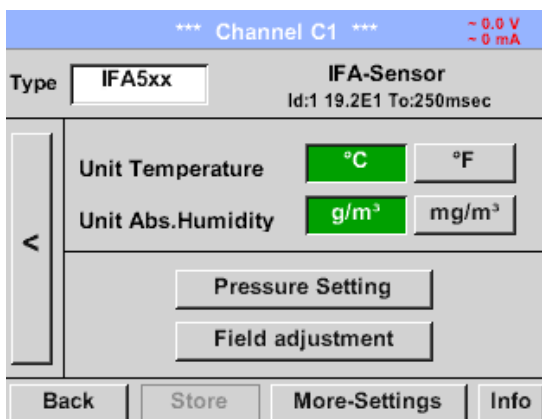 *** Channel C1 ***
~ 0.0 V
~ 0 mA
Type IFA5xx IFA-Sensor
Id:1 19.2E1 To:250msec
Unit Temperature °C °F
Unit Abs.Humidity g/m³ mg/m³
<
Pressure Setting
Field adjustment
Back Store More-Settings Info